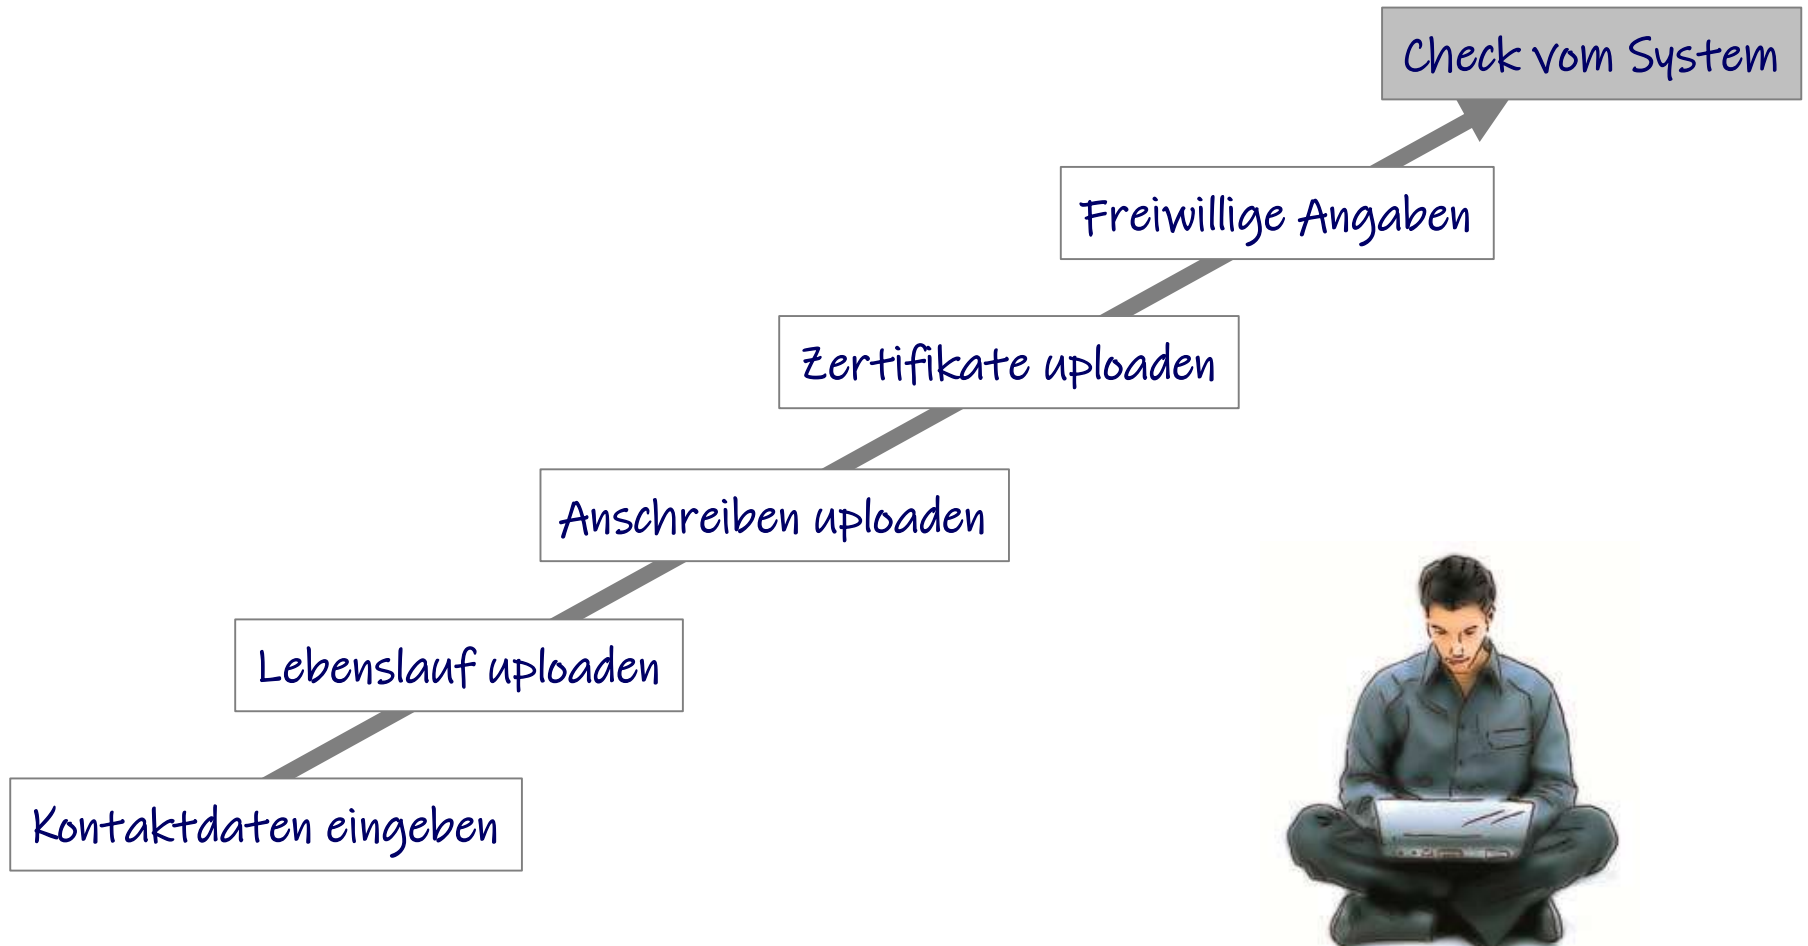 Check vom System
Freiwillige Angaben
Zertifikate uploaden
Anschreiben uploaden
Lebenslauf uploaden
Kontaktdaten eingeben